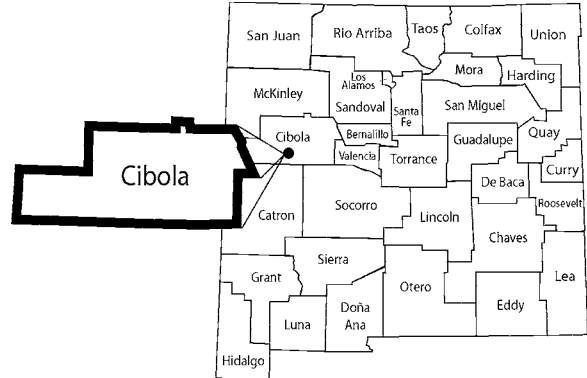 San Juan
Rio Arriba
Taos
Colfax
Union
Mora
Harding
Los
Alamos
McKinley
Sandoval
Santa
Fe
San Miguel
Cibola
Bernalillo
Quay
Guadalupe
Valencia
Torrance
Cibola
Curry
De Baca
Roosevelt
Catron
Socorro
Lincoln
Chaves
Sierra
Grant
Otero
Lea
Eddy
Luna
Doña
Ana
Hidalgo